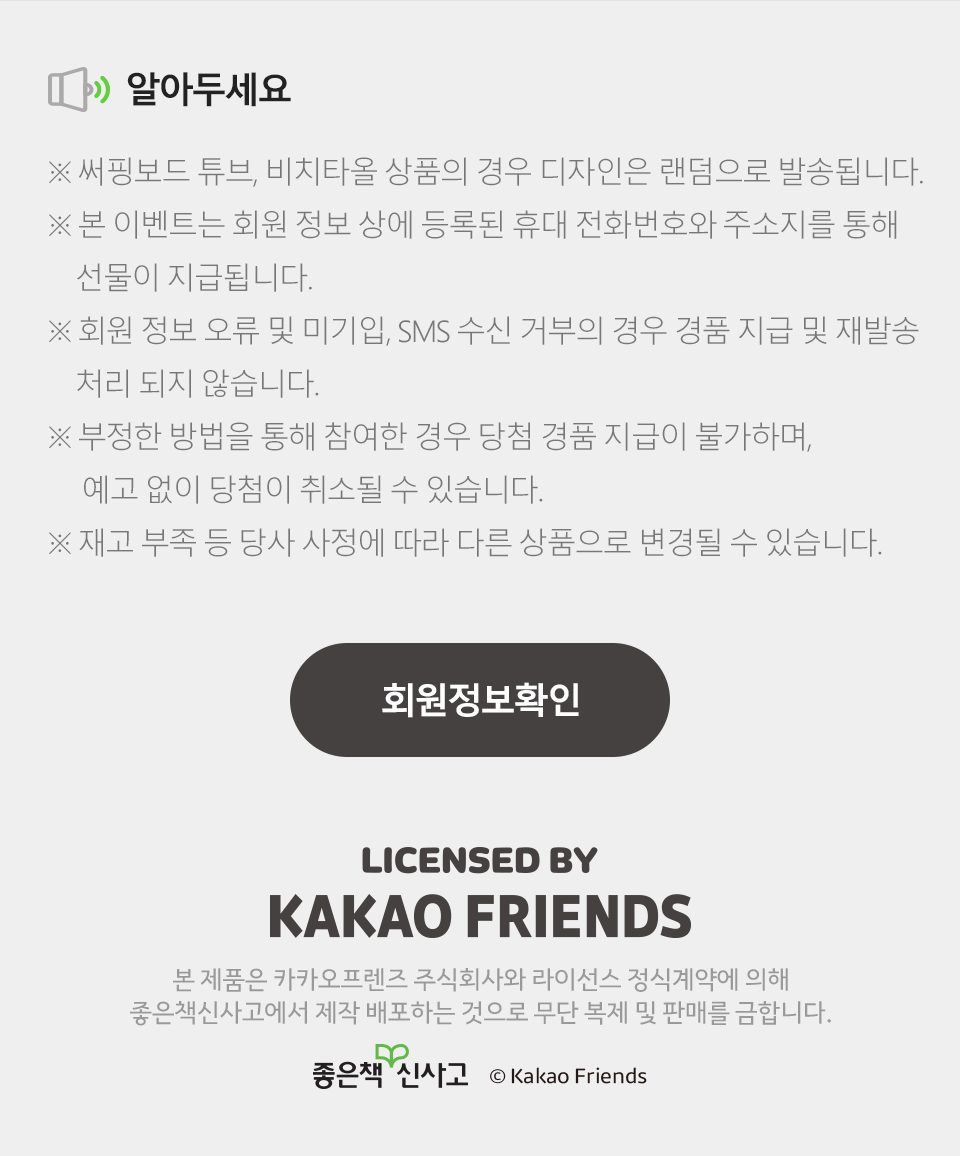 알아두세요
※ 써핑보드 튜브, 비치타올 상품의 경우 디자인은 랜덤으로 발송됩니다.
※ 본 이벤트는 회원 정보 상에 등록된 휴대 전화번호와 주소지를 통해
선물이 지급됩니다.
※ 회원 정보 오류 및 미기입, SMS 수신 거부의 경우 경품 지급 및 재발송
처리 되지 않습니다.
※ 부정한 방법을 통해 참여한 경우 당첨 경품 지급이 불가하며,
예고 없이 당첨이 취소될 수 있습니다.
※ 재고 부족 등 당사 사정에 따라 다른 상품으로 변경될 수 있습니다.
회원정보확인
LICENSED BY
KAKAO FRIENDS
본 제품은 카카오프렌즈 주식회사와 라이선스 정식계약에 의해
좋은책신사고에서 제작 배포하는 것으로 무단 복제 및 판매를 금합니다.
좋은책 신사고 © Kakao Friends